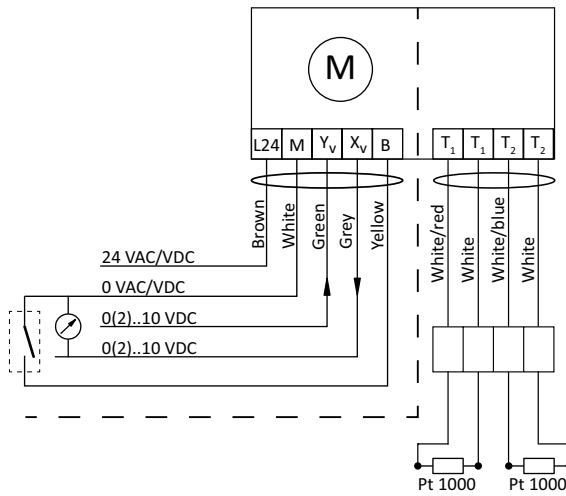 M
L24 M Yv Xv B T1 T1 T2 T2
Brown
White
Green
Grey
Yellow
White/red
White
White/blue
White
24 VAC/VDC
0 VAC/VDC
0(2)..10 VDC
0(2)..10 VDC
Pt 1000 Pt 1000